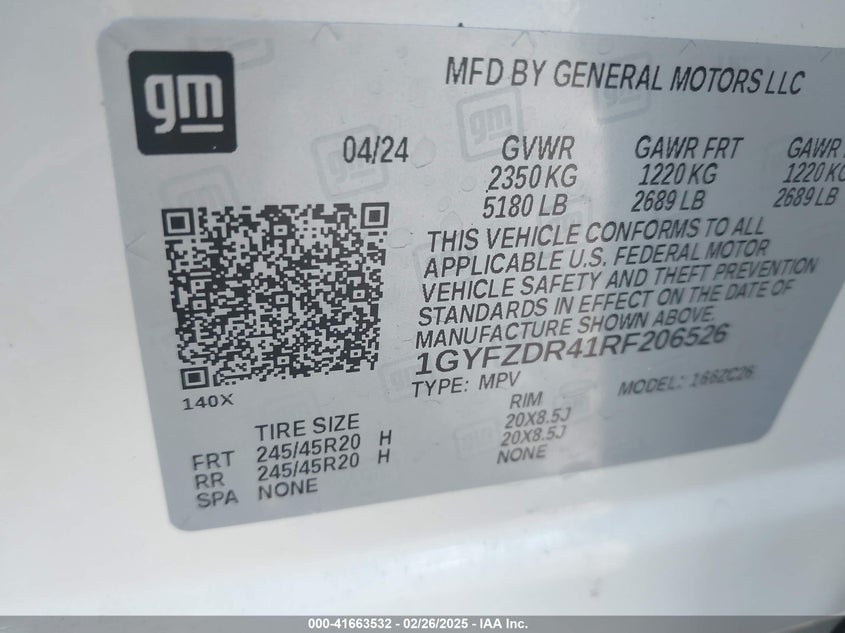 gm
MFD BY GENERAL MOTORS LLC
04/24 GVWR GAWR FRT GAWR
2350 KG 1220 KG 1220 KG
5180 LB 2689 LB 2689 LB
THIS VEHICLE CONFORMS TO ALL
APPLICABLE U.S. FEDERAL MOTOR
VEHICLE SAFETY AND THEFT PREVENTION
STANDARDS IN EFFECT ON THE DATE OF
MANUFACTURE SHOWN ABOVE.
1GYFZDR41RF206526
TYPE: MPV MODEL: 166ZC26
140X
TIRE SIZE RIM
FRT 245/45R20 H 20X8.5J
RR 245/45R20 H 20X8.5J
SPA NONE NONE
000-41663532 - 02/26/2025 - IAA Inc.